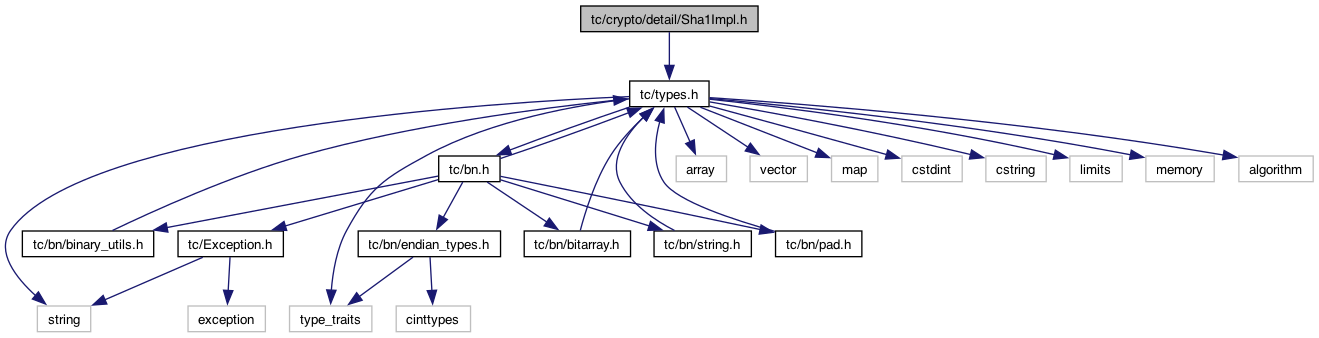 tc/crypto/detail/Sha1Impl.h
tc/types.h
tc/bn.h
array
vector
map
cstdint
cstring
limits
memory
algorithm
tc/bn/binary_utils.h
tc/Exception.h
tc/bn/endian_types.h
tc/bn/bitarray.h
tc/bn/string.h
tc/bn/pad.h
string
exception
type_traits
cinttypes